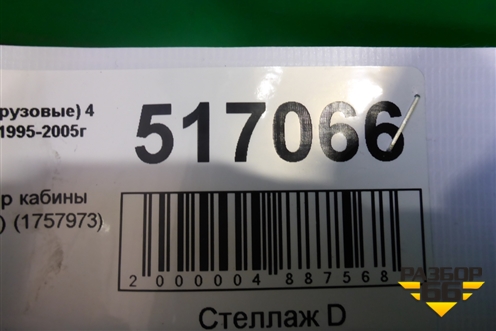 рузовые) 4
1995-2005г
517066
р кабины
) (1757973)
2000004887568
Стеллаж D
РАЗБОР
66